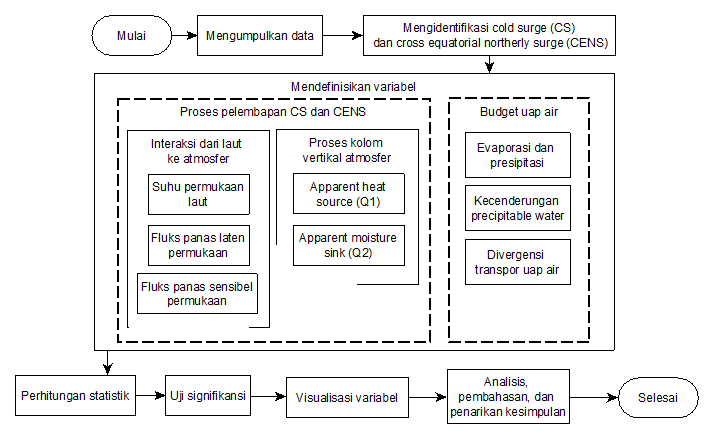 Mulai
Mengumpulkan data
Mengidentifikasi cold surge (CS)
dan cross equatorial northerly surge (CENS)
Mendefinisikan variabel
Proses pelembapan CS dan CENS
Interaksi dari laut
ke atmosfer
Suhu permukaan
laut
Fluks panas laten
permukaan
Fluks panas sensibel
permukaan
Proses kolom
vertikal atmosfer
Apparent heat
source (Q1)
Apparent moisture
sink (Q2)
Budget uap air
Evaporasi dan
presipitasi
Kecenderungan
precipitable water
Divergensi
transpor uap air
Perhitungan statistik
Uji signifikansi
Visualisasi variabel
Analisis,
pembahasan, dan
penarikan kesimpulan
Selesai